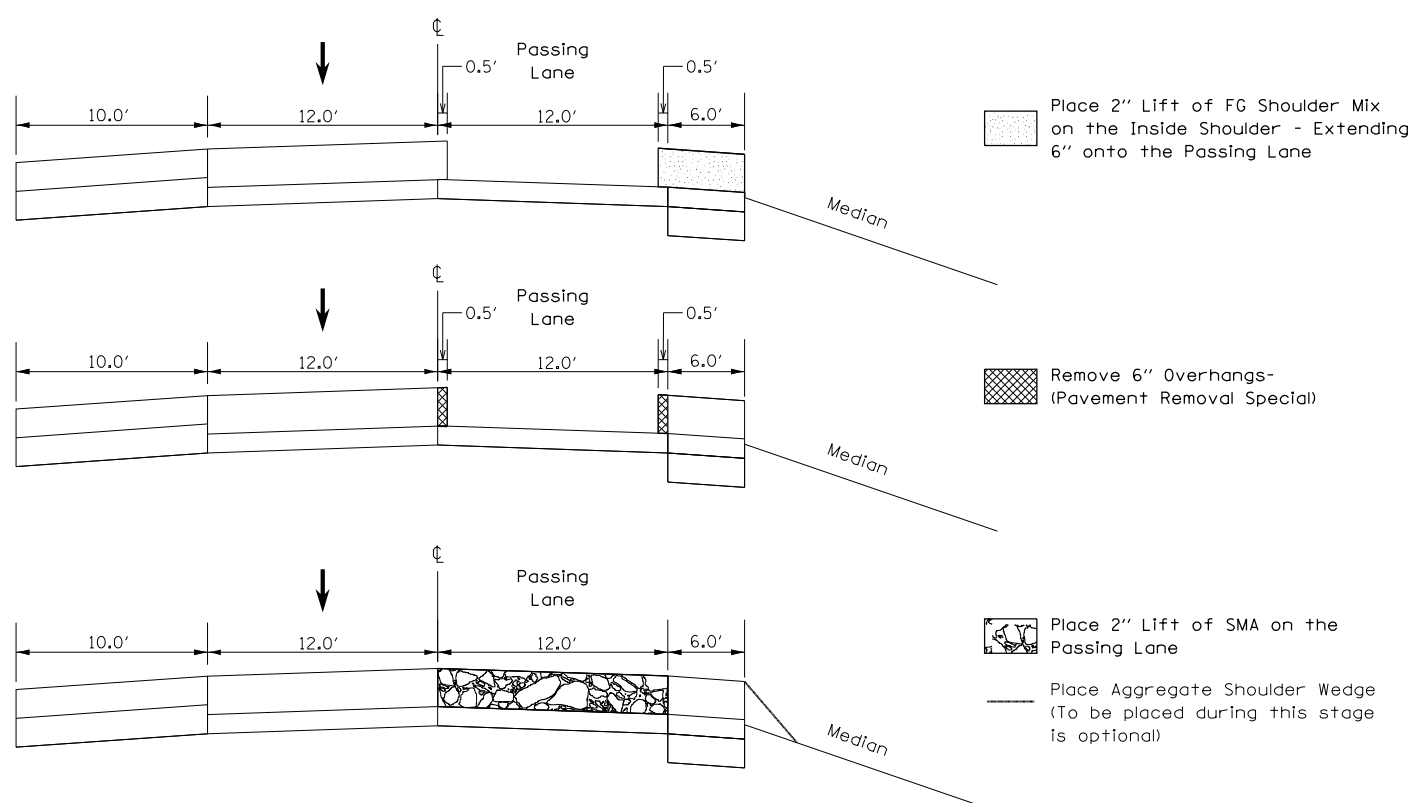 ℄
Passing
Lane
0.5′
0.5′
10.0′
12.0′
12.0′
6.0′
Median
Place 2″ Lift of FG Shoulder Mix
on the Inside Shoulder - Extending
6″ onto the Passing Lane
℄
Passing
Lane
0.5′
0.5′
10.0′
12.0′
12.0′
6.0′
Median
Remove 6″ Overhangs-
(Pavement Removal Special)
℄
Passing
Lane
10.0′
12.0′
12.0′
6.0′
Median
Place 2″ Lift of SMA on the
Passing Lane
Place Aggregate Shoulder Wedge
(To be placed during this stage
is optional)